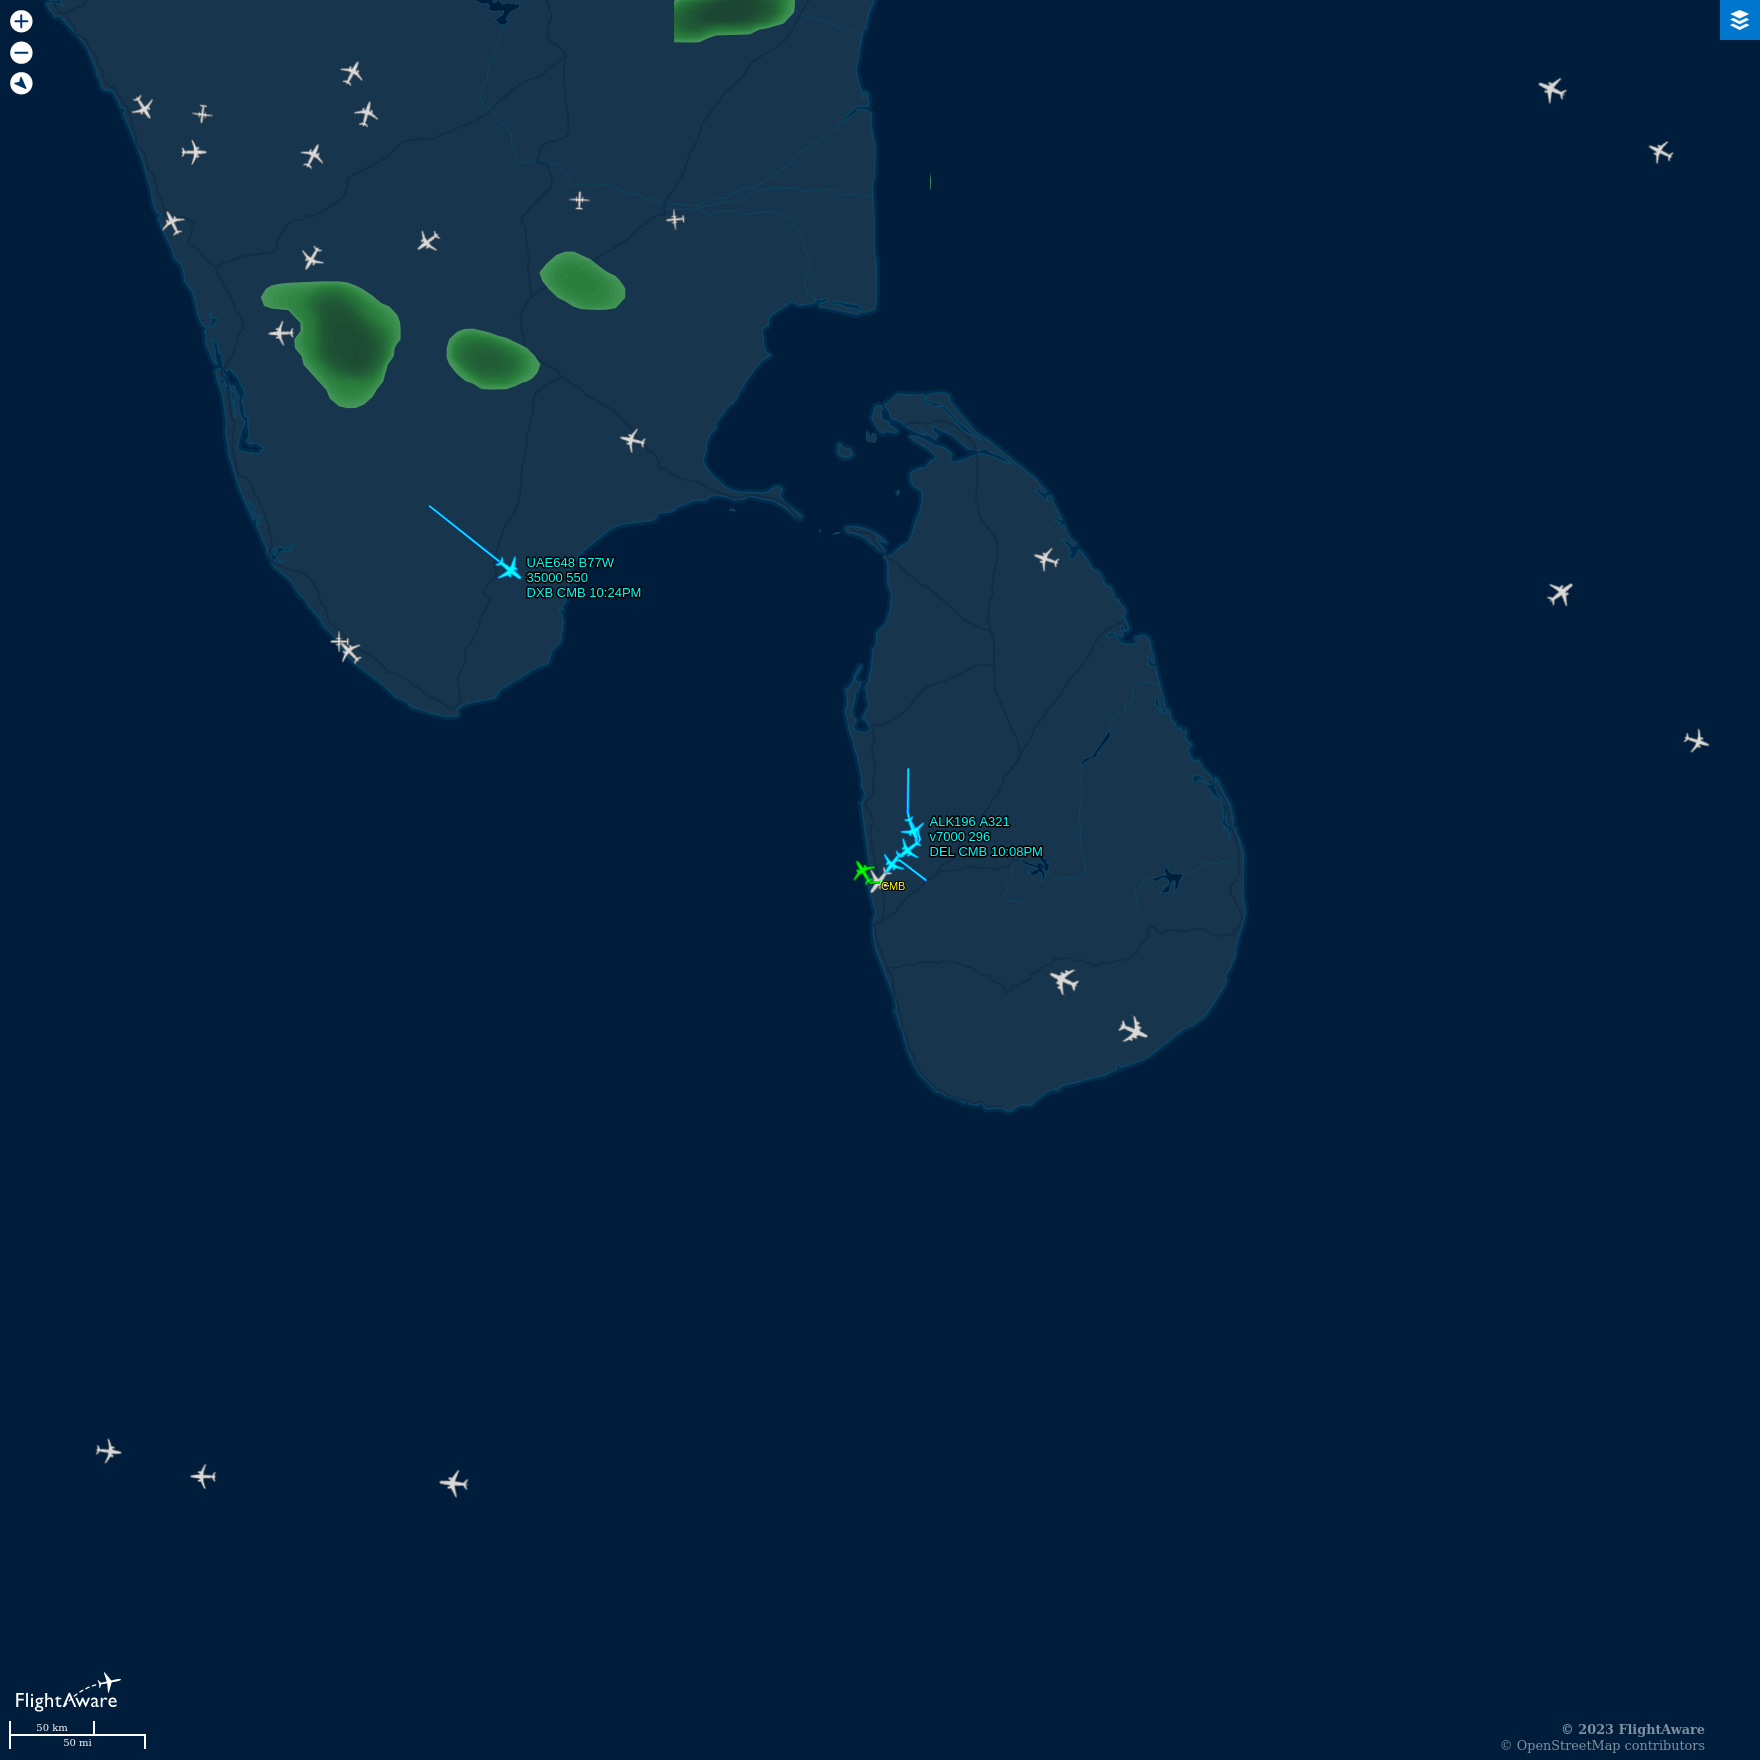 UAE648 B77W
35000 550
DXB CMB 10:24PM
ALK196 A321
v7000 296
DEL CMB 10:08PM
CMB
FlightAware
50 km
50 mi
© 2023 FlightAware
© OpenStreetMap contributors